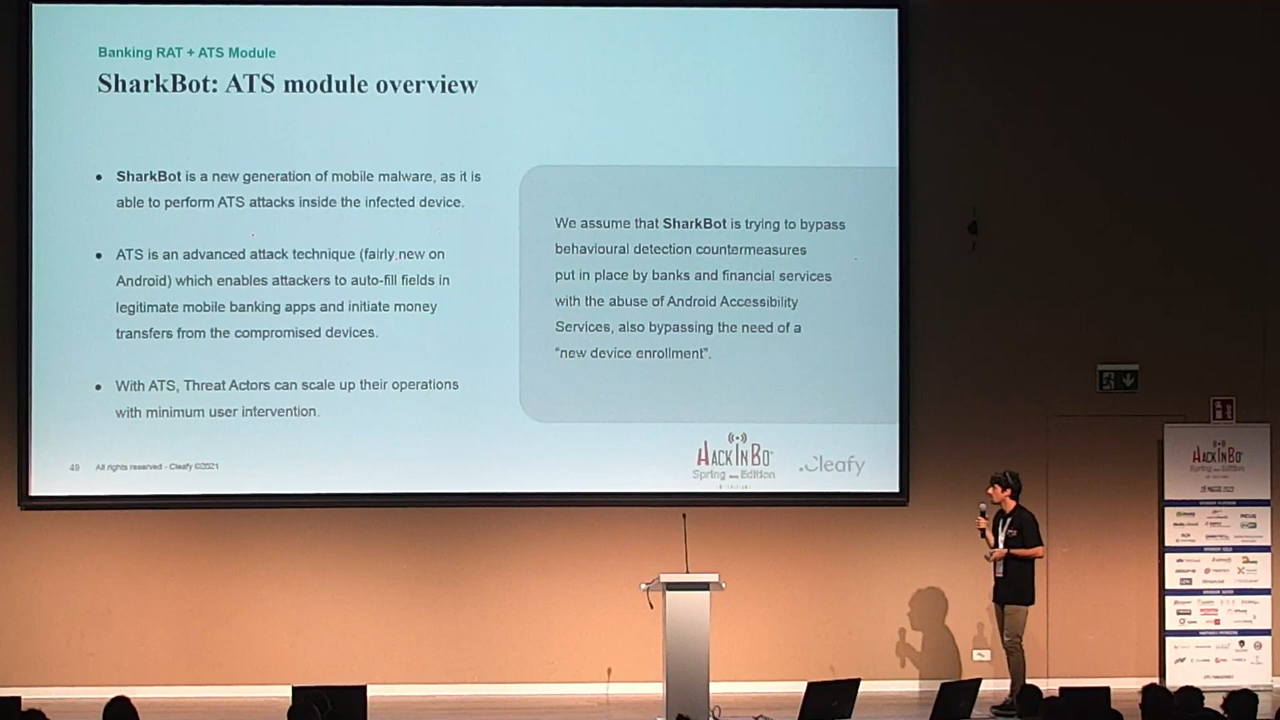 Banking RAT + ATS Module
SharkBot: ATS module overview
• SharkBot is a new generation of mobile malware, as it is
able to perform ATS attacks inside the infected device.
• ATS is an advanced attack technique (fairly new on
Android) which enables attackers to auto-fill fields in
legitimate mobile banking apps and initiate money
transfers from the compromised devices.
• With ATS, Threat Actors can scale up their operations
with minimum user intervention.
We assume that SharkBot is trying to bypass
behavioural detection countermeasures
put in place by banks and financial services
with the abuse of Android Accessibility
Services, also bypassing the need of a
"new device enrollment".
49 All rights reserved - Cleafy ©2021
HACKINBO
Spring Edition
.Cleafy
HACKINBO
Spring Edition